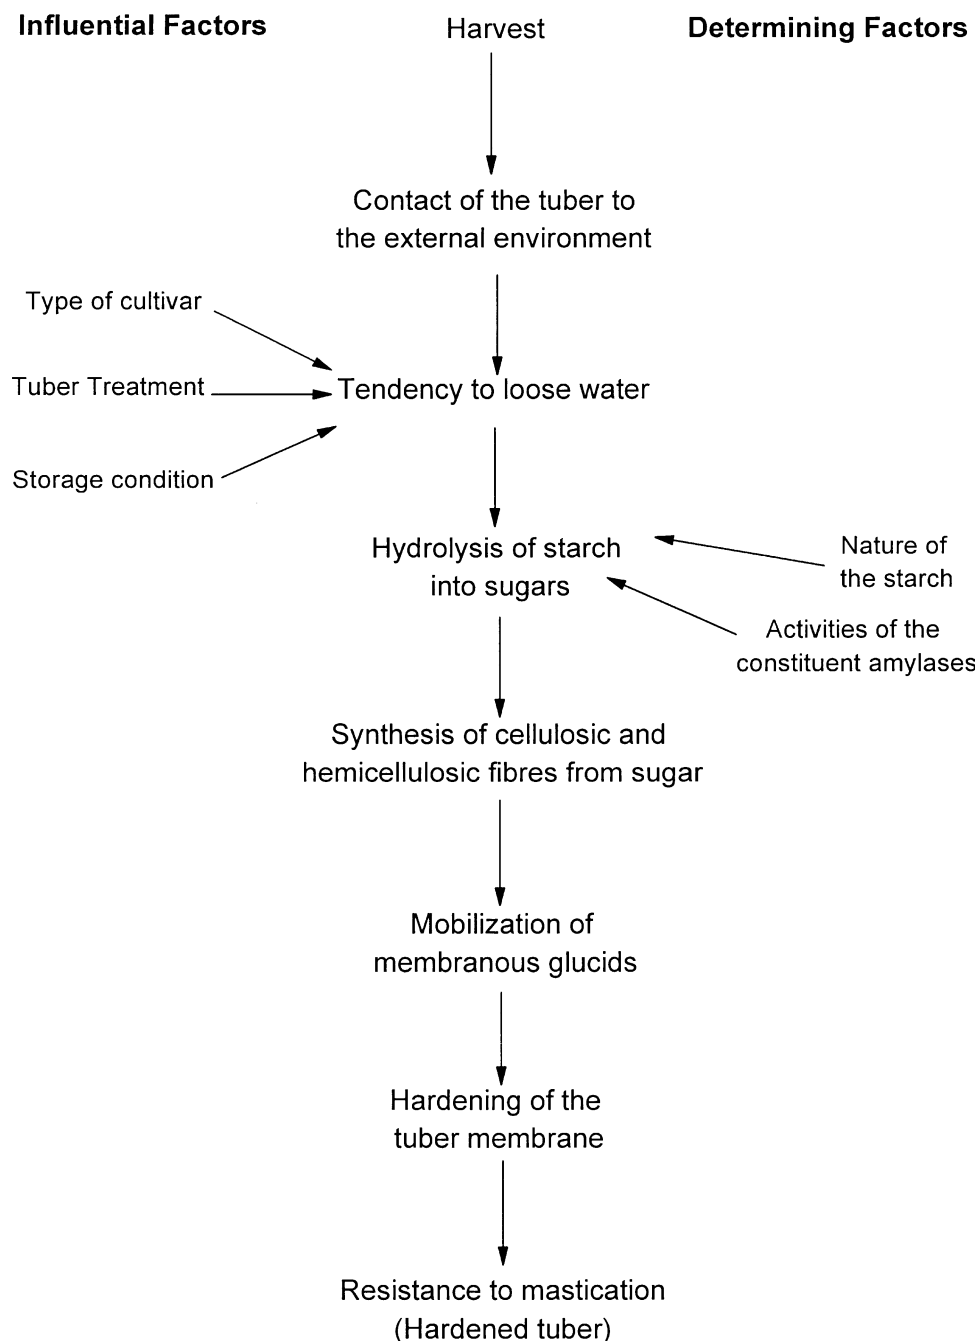 Influential Factors
Harvest
Determining Factors
Contact of the tuber to
the external environment
Type of cultivar
Tuber Treatment
Tendency to loose water
Storage condition
Hydrolysis of starch
into sugars
Nature of
the starch
Activities of the
constituent amylases
Synthesis of cellulosic and
hemicellulosic fibres from sugar
Mobilization of
membranous glucids
Hardening of the
tuber membrane
Resistance to mastication
(Hardened tuber)